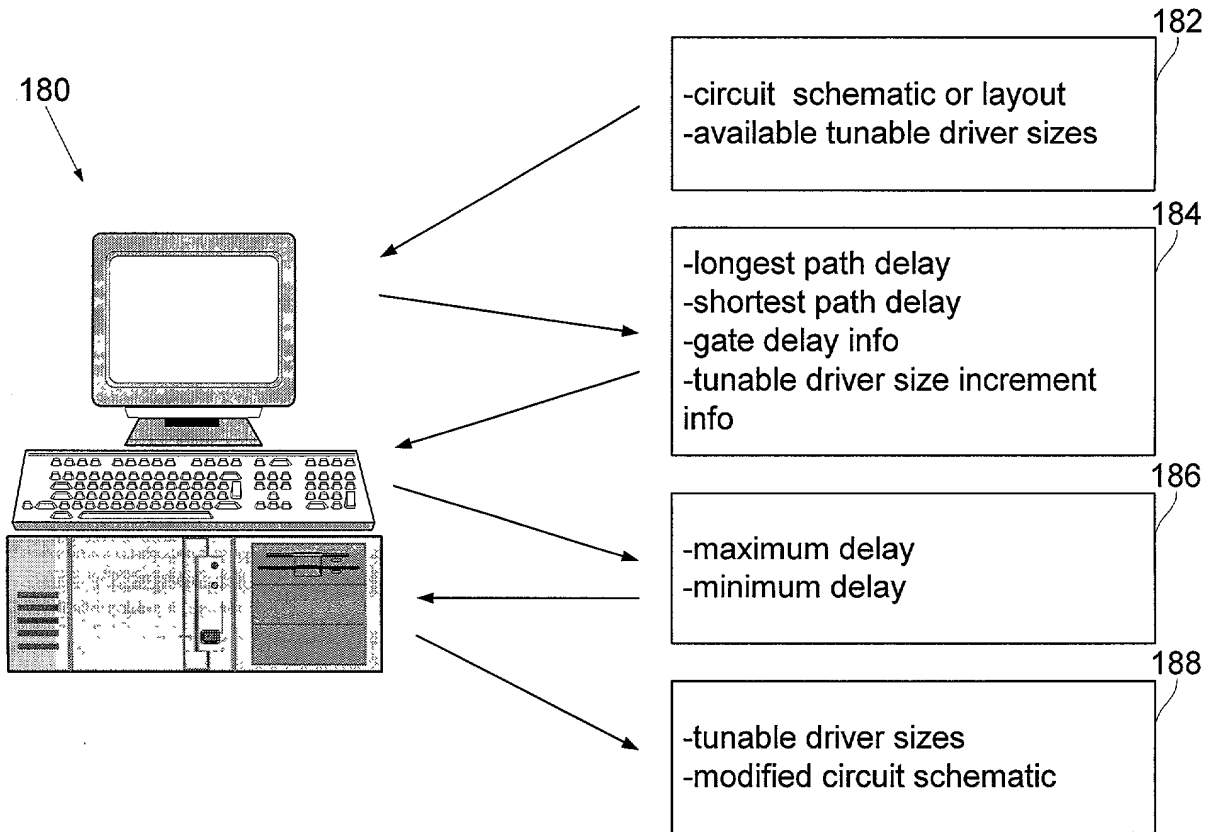 180
182
-circuit schematic or layout
-available tunable driver sizes
184
-longest path delay
-shortest path delay
-gate delay info
-tunable driver size increment
info
186
-maximum delay
-minimum delay
188
-tunable driver sizes
-modified circuit schematic